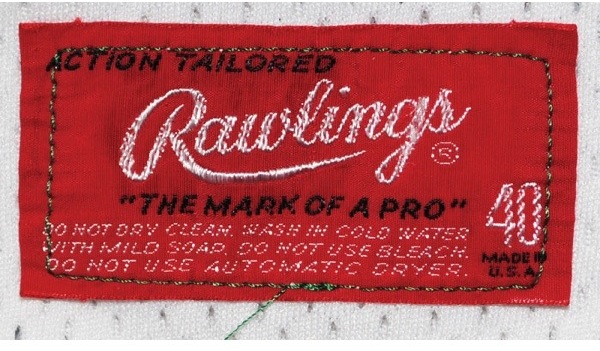 ACTION TAILORED
Rawlings ®
"THE MARK OF A PRO"
40
DO NOT DRY CLEAN. WASH IN COLD WATER
WITH MILD SOAP. DO NOT USE BLEACH.
DO NOT USE AUTOMATIC DRYER.
MADE IN
U.S.A.